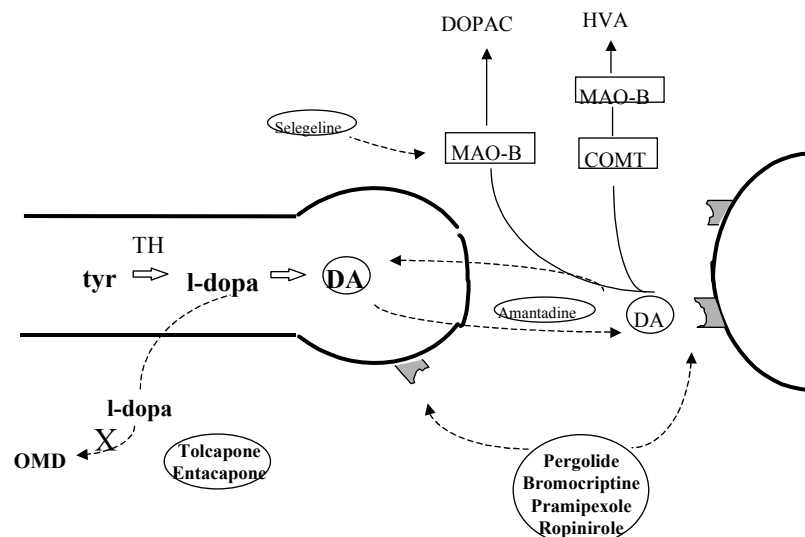 DOPAC
HVA
MAO-B
Selegeline
MAO-B
COMT
TH
tyr
l-dopa
DA
Amantadine
DA
l-dopa
X
OMD
Tolcapone
Entacapone
Pergolide
Bromocriptine
Pramipexole
Ropinirole